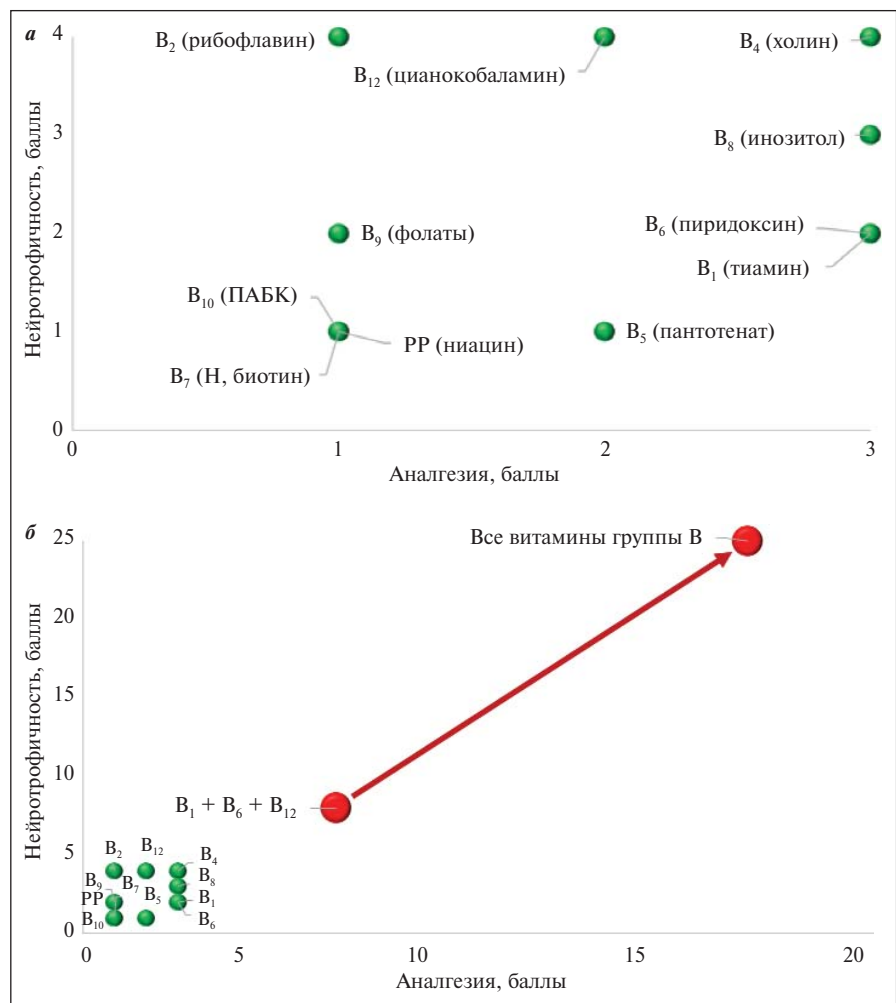 а
4
3
2
1
0
Нейротрофичность, баллы
B₂ (рибофлавин)
B₁₂ (цианокобаламин)
B₄ (холин)
B₈ (инозитол)
B₉ (фолаты)
B₆ (пиридоксин)
B₁ (тиамин)
B₁₀ (ПАБК)
PP (ниацин)
B₅ (пантотенат)
B₇ (Н, биотин)
0 1 2 3
Аналгезия, баллы
б
25
20
15
10
5
0
Нейротрофичность, баллы
Все витамины группы В
B₁ + B₆ + B₁₂
B₂ B₁₂ B₄
B₉ B₇ B₈
PP B₅ B₁
B₁₀ B₆
0 5 10 15 20
Аналгезия, баллы